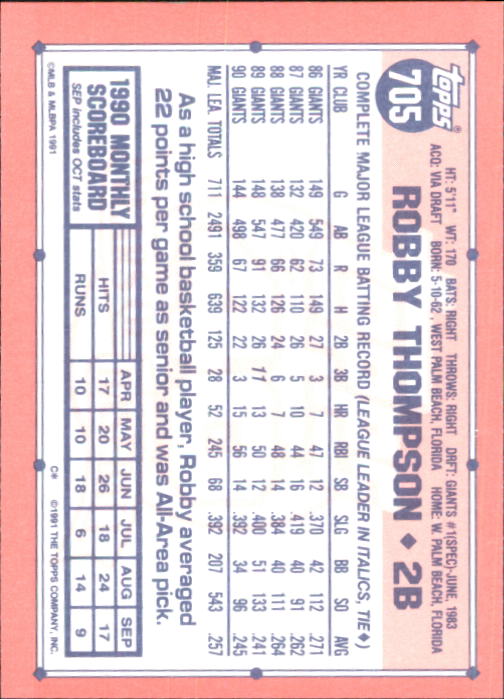 Topps®
705
ROBBY THOMPSON ◆ 2B
HT: 5'11" WT: 170 BATS: RIGHT THROWS: RIGHT DRFT: GIANTS #1(SPEC)-JUNE, 1983
ACQ: VIA DRAFT BORN: 5-10-62, WEST PALM BEACH, FLORIDA HOME: W. PALM BEACH, FLORIDA
COMPLETE MAJOR LEAGUE BATTING RECORD (LEAGUE LEADER IN ITALICS, TIE◆)
YR CLUB G AB R H 2B 3B HR RBI SB SLG BB SO AVG
86 GIANTS 149 549 73 149 27 3 7 47 12 .370 42 112 .271
87 GIANTS 132 420 62 110 26 5 10 44 16 .419 40 91 .262
88 GIANTS 138 477 66 126 24 6 7 48 14 .384 40 111 .264
89 GIANTS 148 547 91 132 26 11 13 50 12 .400 51 133 .241
90 GIANTS 144 498 67 122 22 3 15 56 14 .392 34 96 .245
MAJ. LEA. TOTALS 711 2491 359 639 125 28 52 245 68 .392 207 543 .257
As a high school basketball player, Robby averaged
22 points per game as senior and was All-Area pick.
1990 MONTHLY
SCOREBOARD
SEP includes OCT stats
APR MAY JUN JUL AUG SEP
HITS 17 20 26 18 24 17
RUNS 10 10 18 6 14 9
©MLB & MLBPA 1991
C* ©1991 THE TOPPS COMPANY, INC.